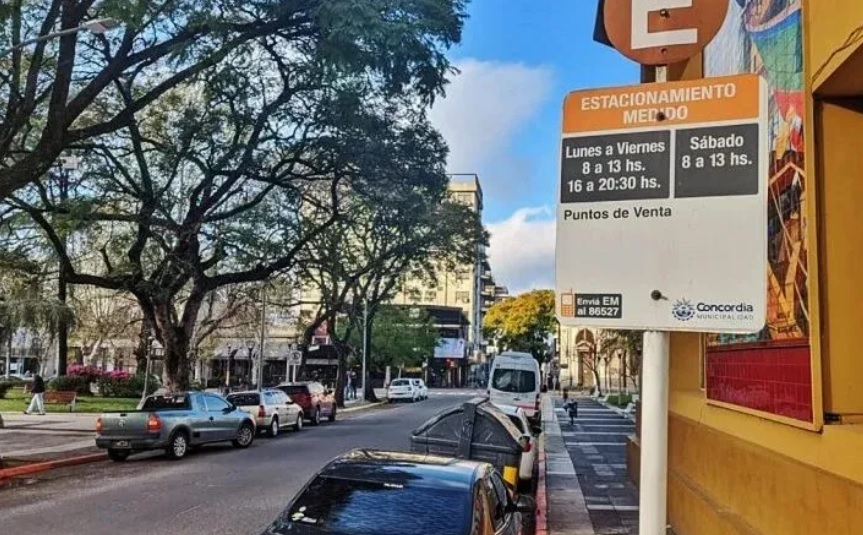 E
ESTACIONAMIENTO
MEDIDO
Lunes a Viernes
8 a 13 hs.
16 a 20:30 hs.
Sábado
8 a 13 hs.
Puntos de Venta
Enviá EM
al 86527
Concordia
MUNICIPALIDAD